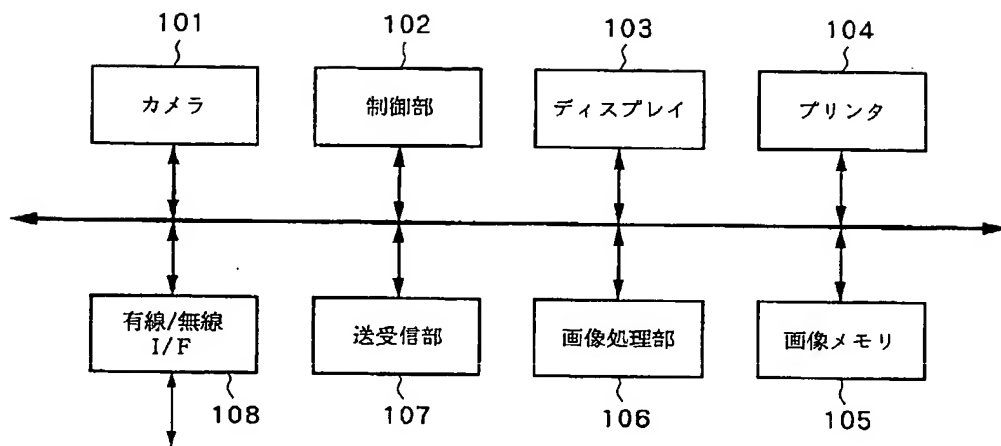 101
102
103
104
カメラ
制御部
ディスプレイ
プリンタ
有線/無線
I/F
送受信部
画像処理部
画像メモリ
108
107
106
105